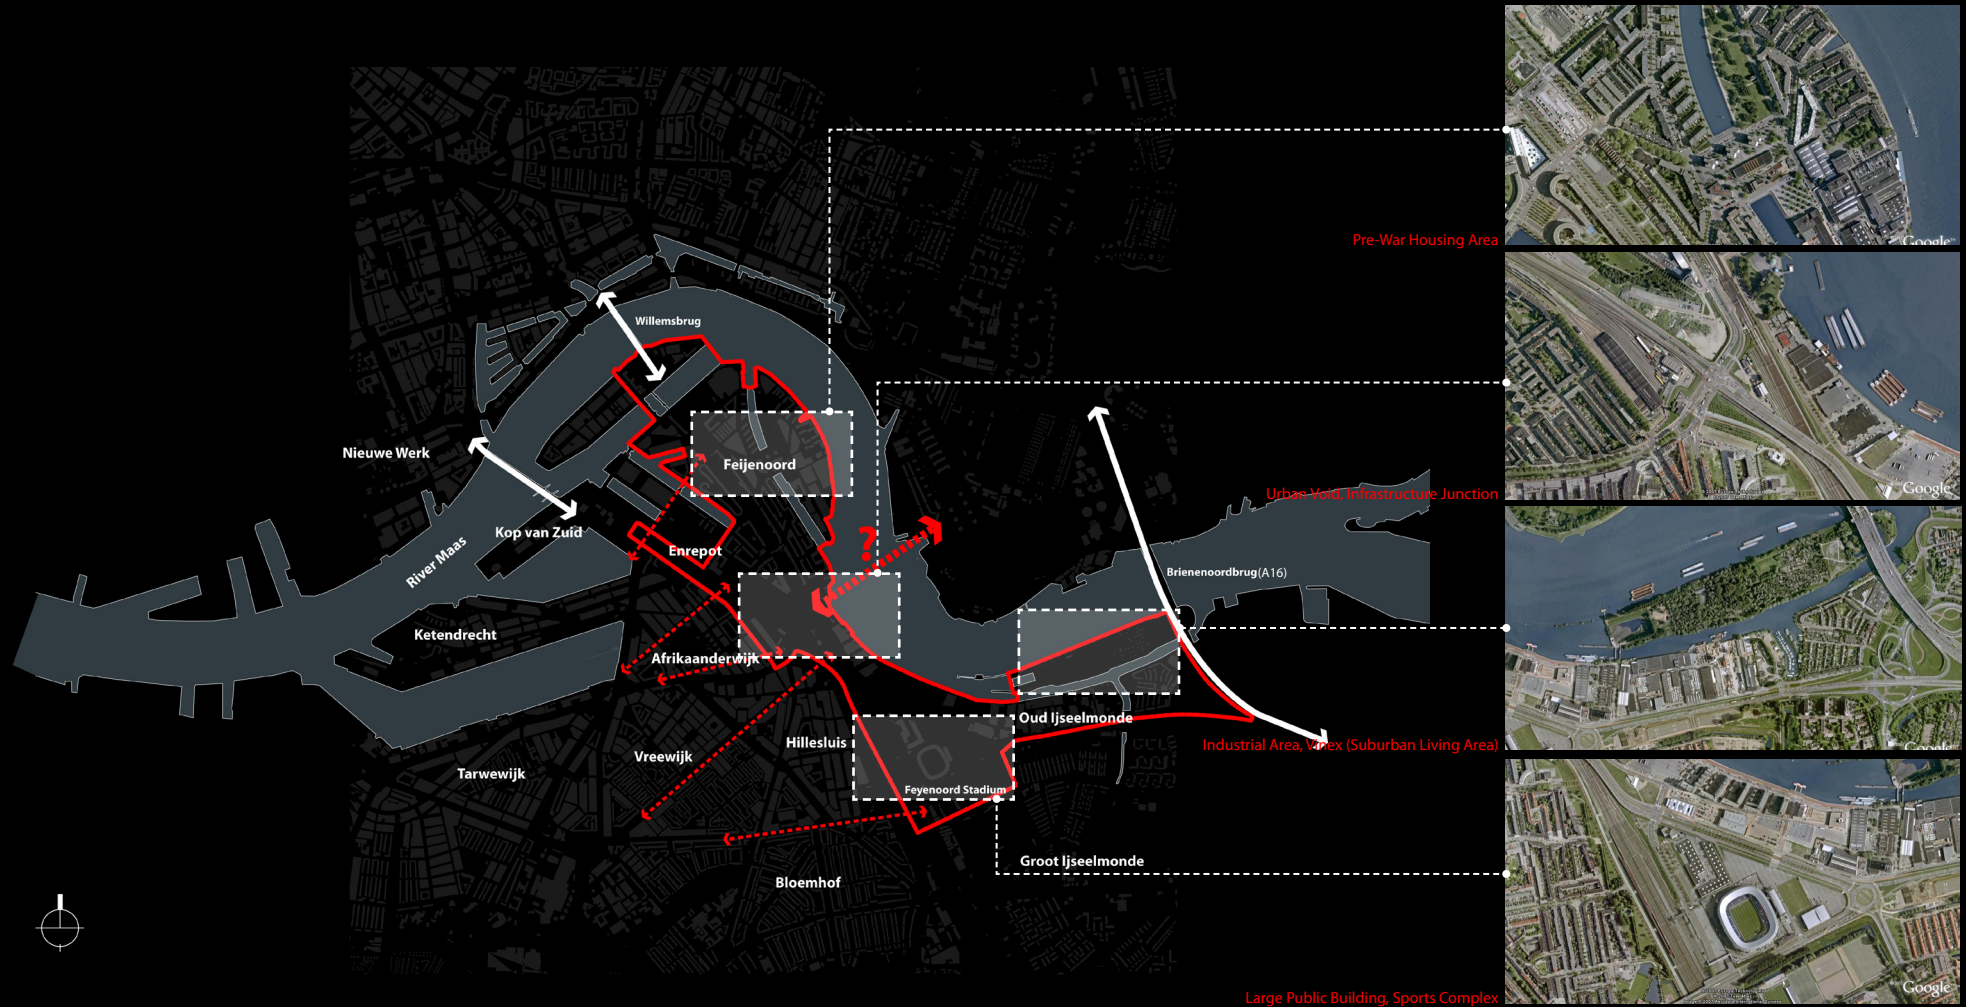 Pre-War Housing Area
Google
Willemsbrug
Nieuwe Werk
Feijenoord
Urban Void, Infrastructure Junction
Google
Kop van Zuid
River Maas
?
Enrepot
Brienenoordbrug(A16)
Ketendrecht
Afrikaanderwijk
Oud Ijseelmonde
Hillesluis
Industrial Area, Vinex (Suburban Living Area)
Google
Vreewijk
Tarwewijk
Feyenoord Stadium
Groot Ijseelmonde
Bloemhof
Google
Large Public Building, Sports Complex